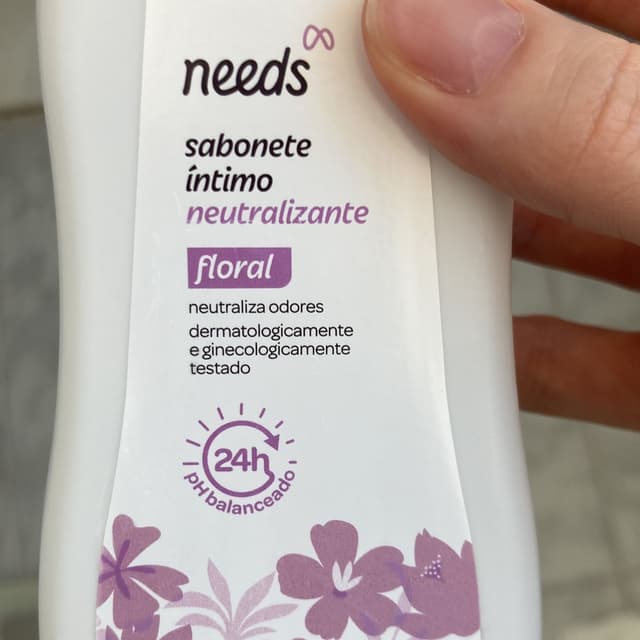 needs
sabonete
íntimo
neutralizante
floral
neutraliza odores
dermatologicamente
e ginecologicamente
testado
24h
pH balanceado